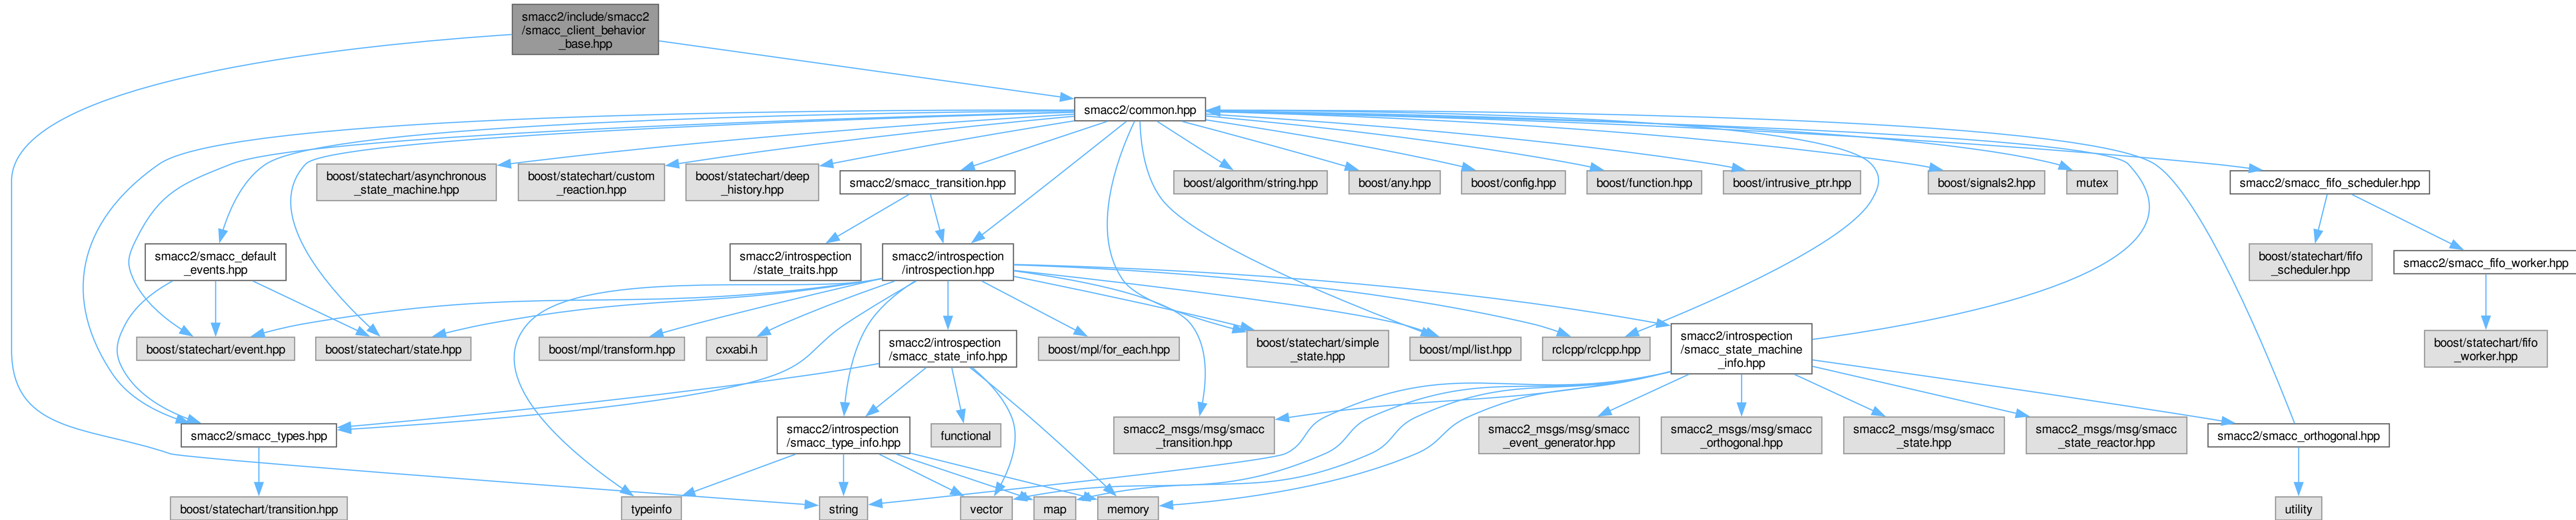 smacc2/include/smacc2
/smacc_client_behavior
_base.hpp
smacc2/common.hpp
boost/statechart/asynchronous
_state_machine.hpp
boost/statechart/custom
_reaction.hpp
boost/statechart/deep
_history.hpp
smacc2/smacc_transition.hpp
boost/algorithm/string.hpp
boost/any.hpp
boost/config.hpp
boost/function.hpp
boost/intrusive_ptr.hpp
boost/signals2.hpp
mutex
smacc2/smacc_fifo_scheduler.hpp
smacc2/smacc_default
_events.hpp
smacc2/introspection
/state_traits.hpp
smacc2/introspection
/introspection.hpp
boost/statechart/fifo
_scheduler.hpp
smacc2/smacc_fifo_worker.hpp
boost/statechart/event.hpp
boost/statechart/state.hpp
boost/mpl/transform.hpp
cxxabi.h
smacc2/introspection
/smacc_state_info.hpp
boost/mpl/for_each.hpp
boost/statechart/simple
_state.hpp
boost/mpl/list.hpp
rclcpp/rclcpp.hpp
smacc2/introspection
/smacc_state_machine
_info.hpp
boost/statechart/fifo
_worker.hpp
smacc2/smacc_types.hpp
smacc2/introspection
/smacc_type_info.hpp
functional
smacc2_msgs/msg/smacc
_transition.hpp
smacc2_msgs/msg/smacc
_event_generator.hpp
smacc2_msgs/msg/smacc
_orthogonal.hpp
smacc2_msgs/msg/smacc
_state.hpp
smacc2_msgs/msg/smacc
_state_reactor.hpp
smacc2/smacc_orthogonal.hpp
boost/statechart/transition.hpp
typeinfo
string
vector
map
memory
utility